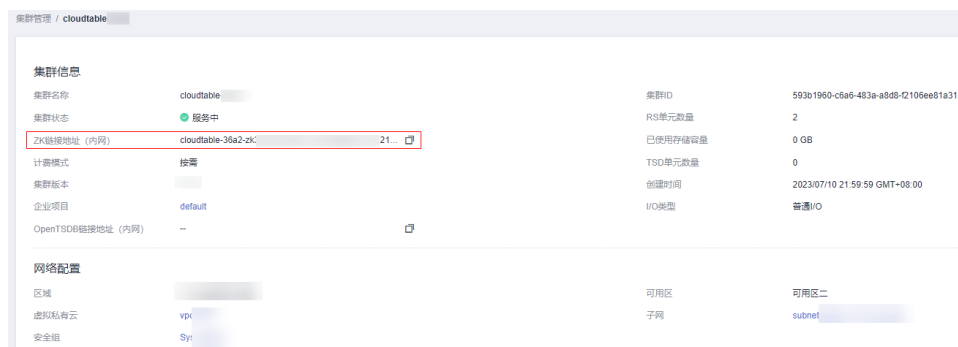 集群管理 / cloudtable
集群信息
集群名称 cloudtable 集群ID 593b1960-c6a6-483a-a8d8-f2106ee81a31
集群状态 服务中 RS单元数量 2
ZK链接地址（内网） cloudtable-36a2-zk 21... 已使用存储容量 0 GB
计费模式 按需 TSD单元数量 0
集群版本 创建时间 2023/07/10 21:59:59 GMT+08:00
企业项目 default I/O类型 普通I/O
OpenTSDB链接地址（内网） --
网络配置
区域 可用区 可用区二
虚拟私有云 vpc 子网 subnet
安全组 Sys